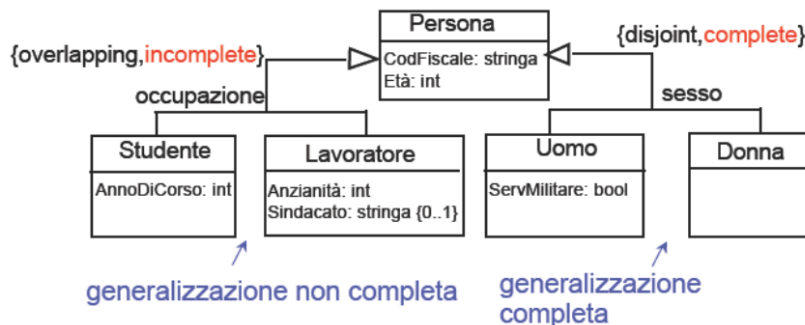 Persona
{overlapping,incomplete}
{disjoint,complete}
CodFiscale: stringa
Età: int
occupazione
sesso
Studente
Lavoratore
Uomo
Donna
AnnoDiCorso: int
Anzianità: int
Sindacato: stringa {0..1}
ServMilitare: bool
generalizzazione non completa
generalizzazione
completa